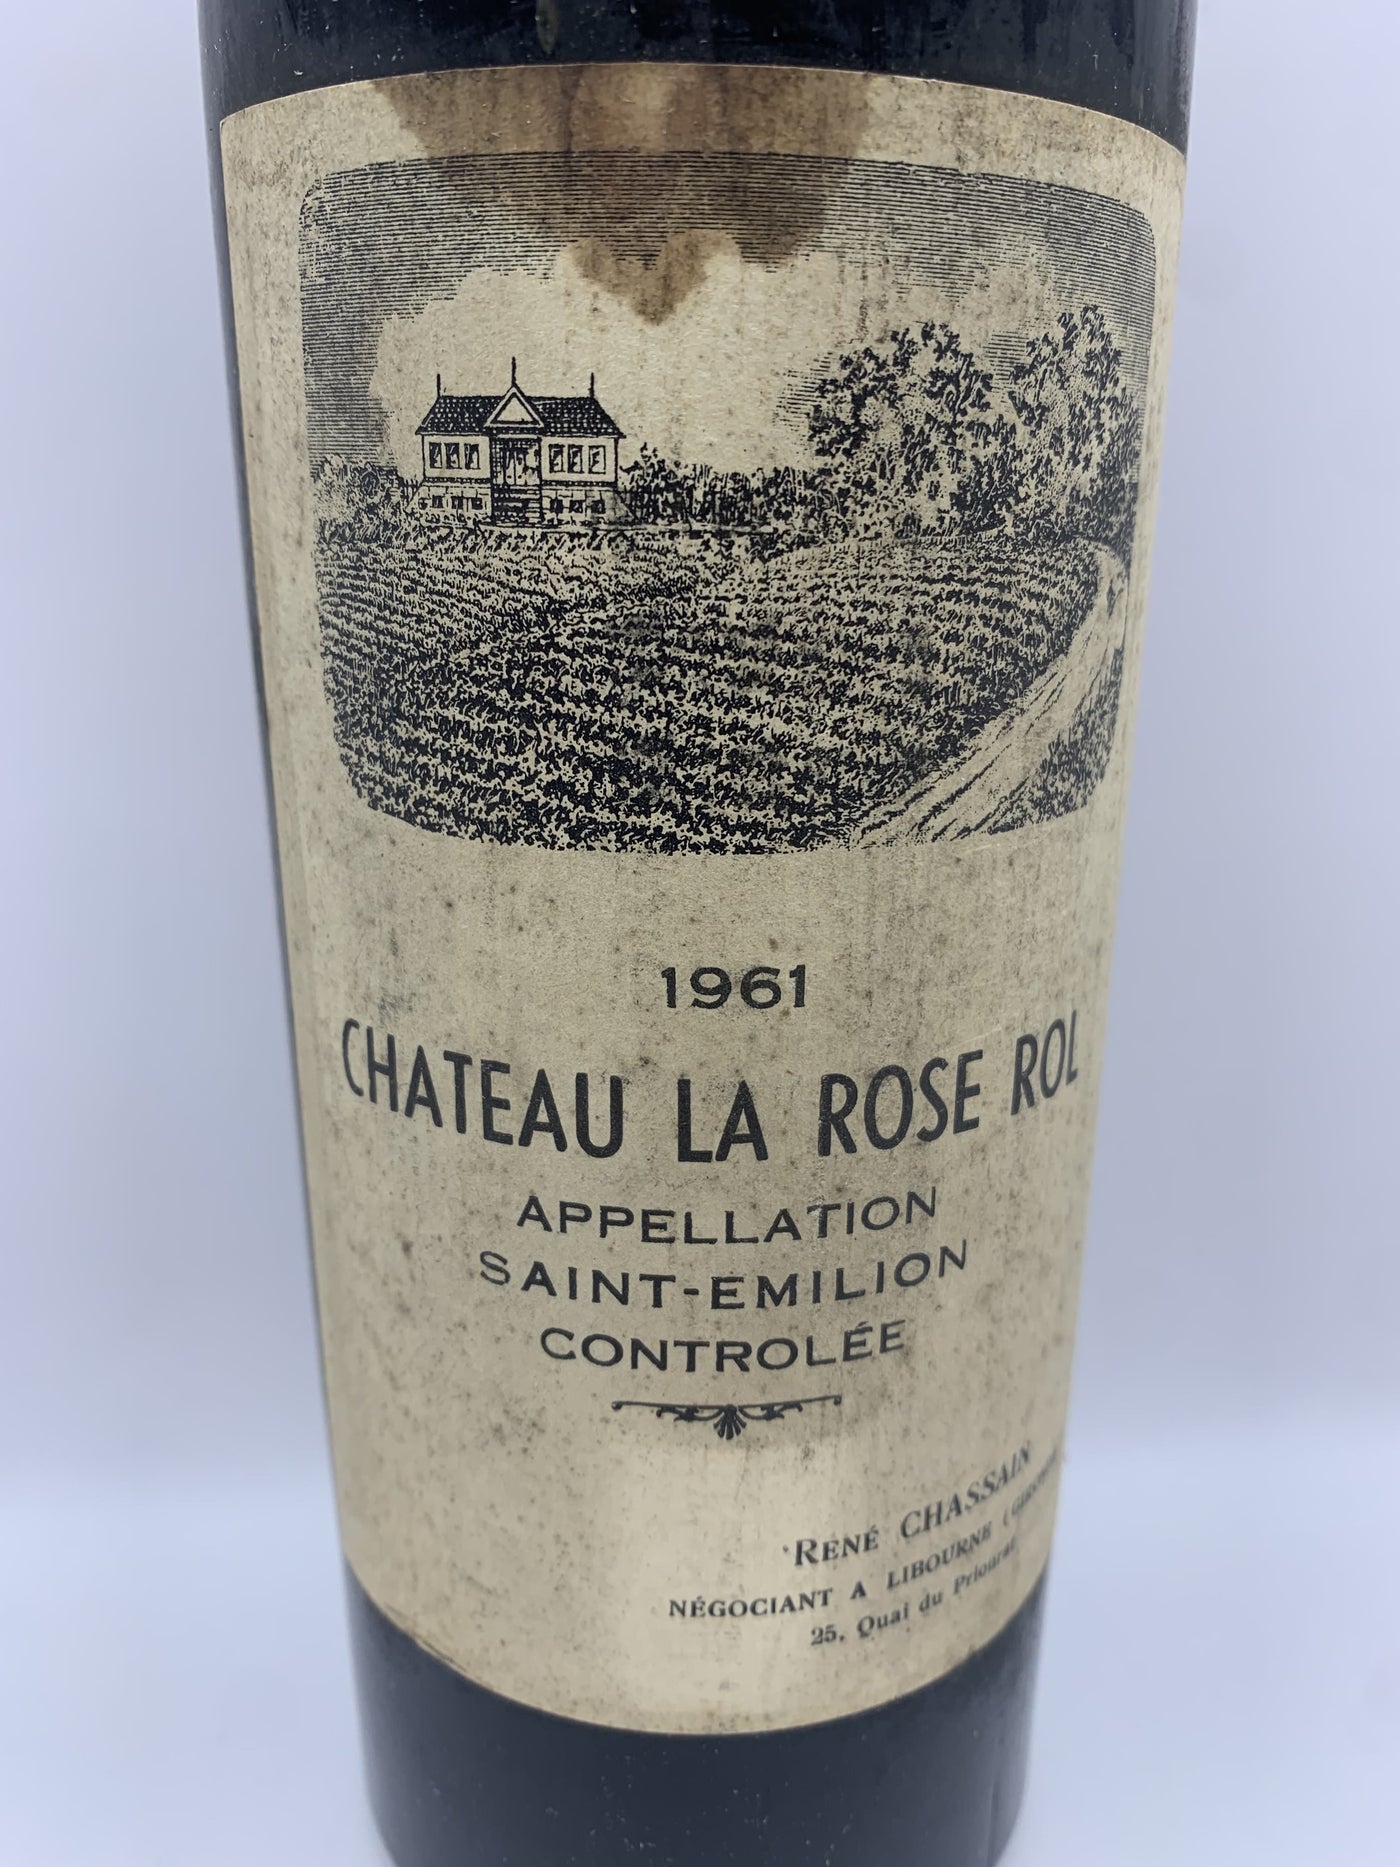 1961
CHATEAU LA ROSE ROL
APPELLATION
SAINT-EMILION
CONTROLÉE
RENÉ CHASSAIN
NÉGOCIANT A LIBOURNE
25, Quai du